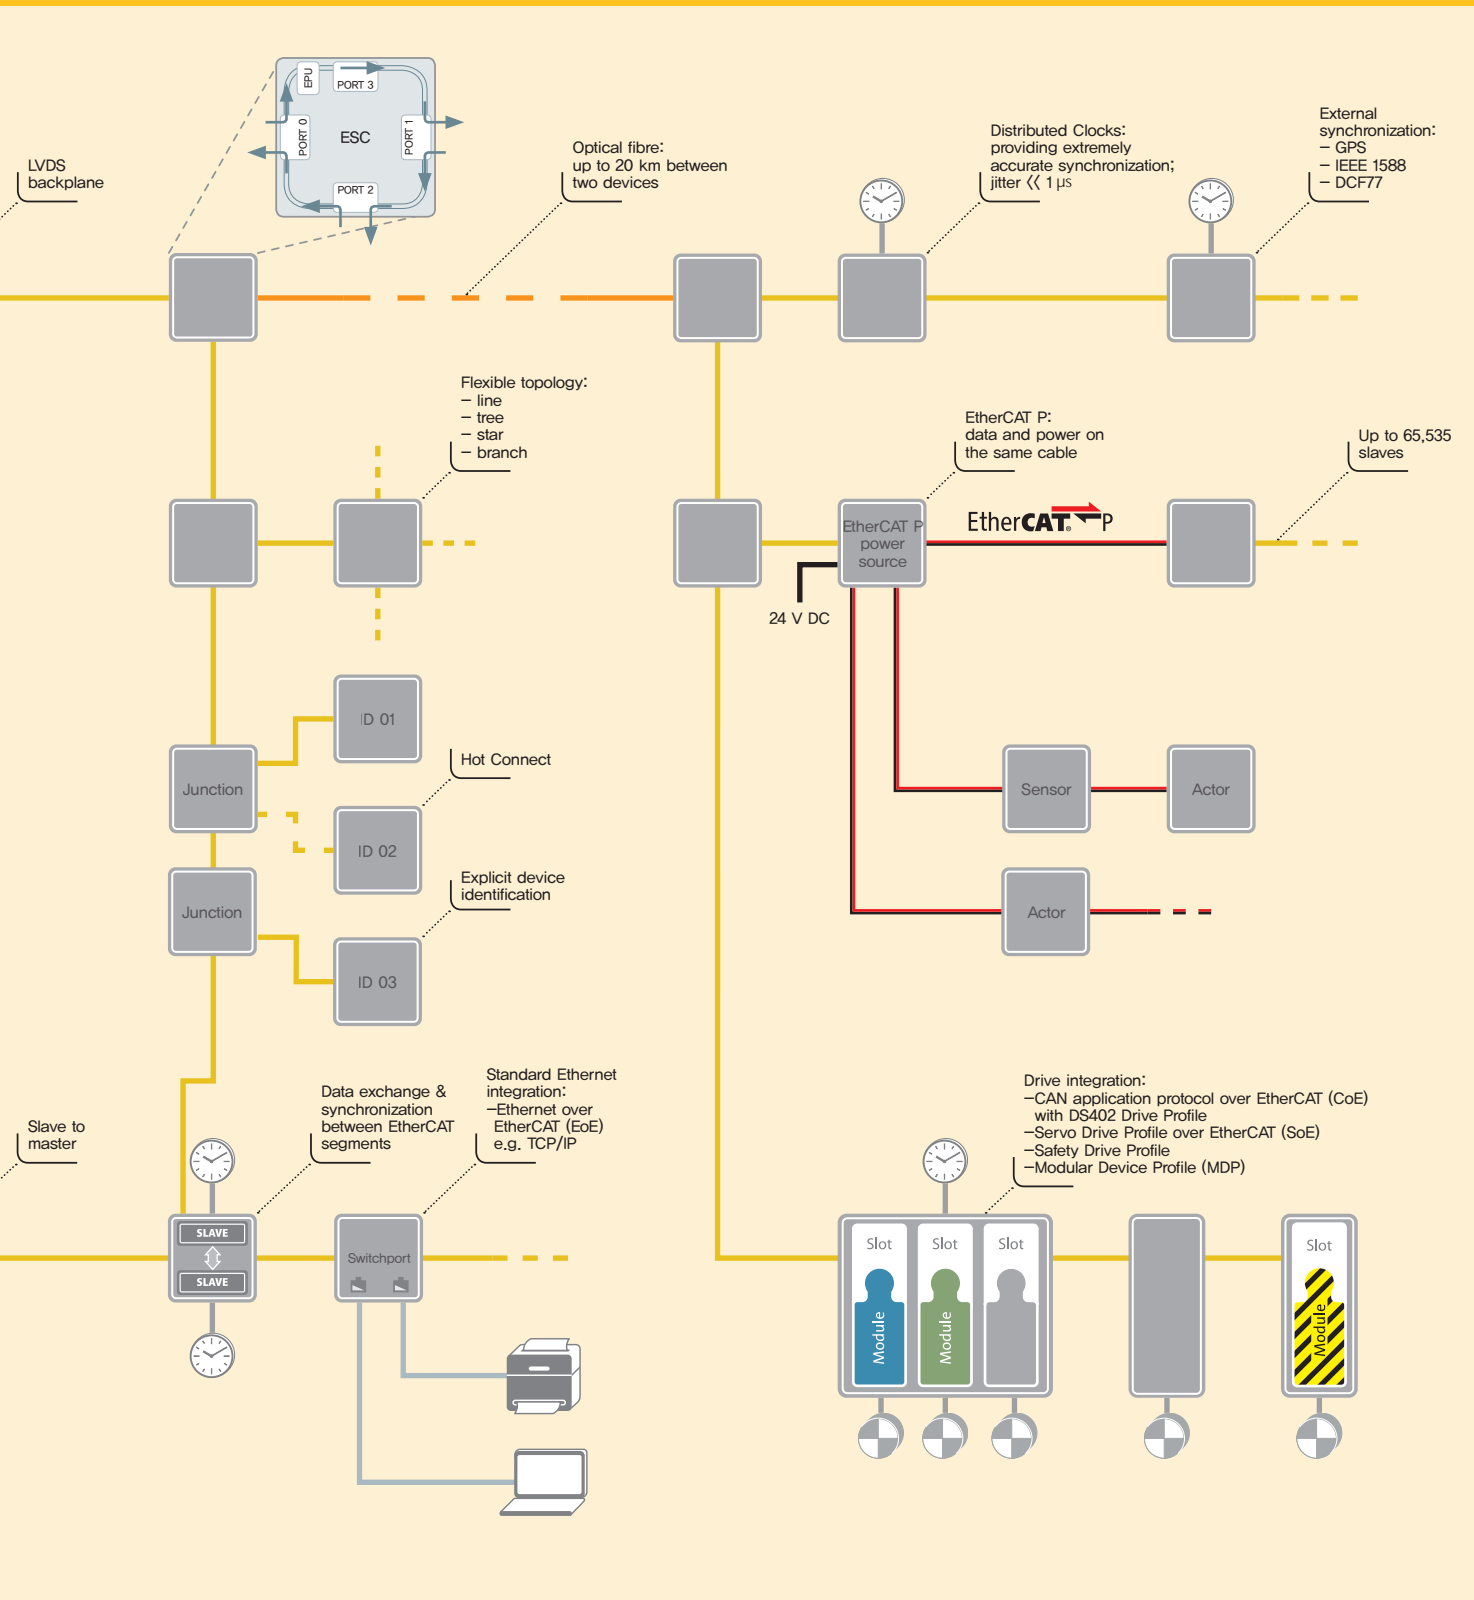 EPU
PORT 3
PORT 0
ESC
PORT 1
PORT 2
LVDS
backplane
Optical fibre:
up to 20 km between
two devices
Distributed Clocks:
providing extremely
accurate synchronization;
jitter << 1 µs
External
synchronization:
– GPS
– IEEE 1588
– DCF77
Flexible topology:
– line
– tree
– star
– branch
EtherCAT P:
data and power on
the same cable
Up to 65,535
slaves
EtherCAT P
power
source
EtherCAT® P
24 V DC
ID 01
Junction
Hot Connect
ID 02
Junction
Explicit device
identification
ID 03
Sensor
Actor
Actor
Slave to
master
Data exchange &
synchronization
between EtherCAT
segments
Standard Ethernet
integration:
–Ethernet over
EtherCAT (EoE)
e.g. TCP/IP
Drive integration:
–CAN application protocol over EtherCAT (CoE)
with DS402 Drive Profile
–Servo Drive Profile over EtherCAT (SoE)
–Safety Drive Profile
–Modular Device Profile (MDP)
SLAVE
SLAVE
Switchport
Slot
Module
Slot
Module
Slot
Slot
Module